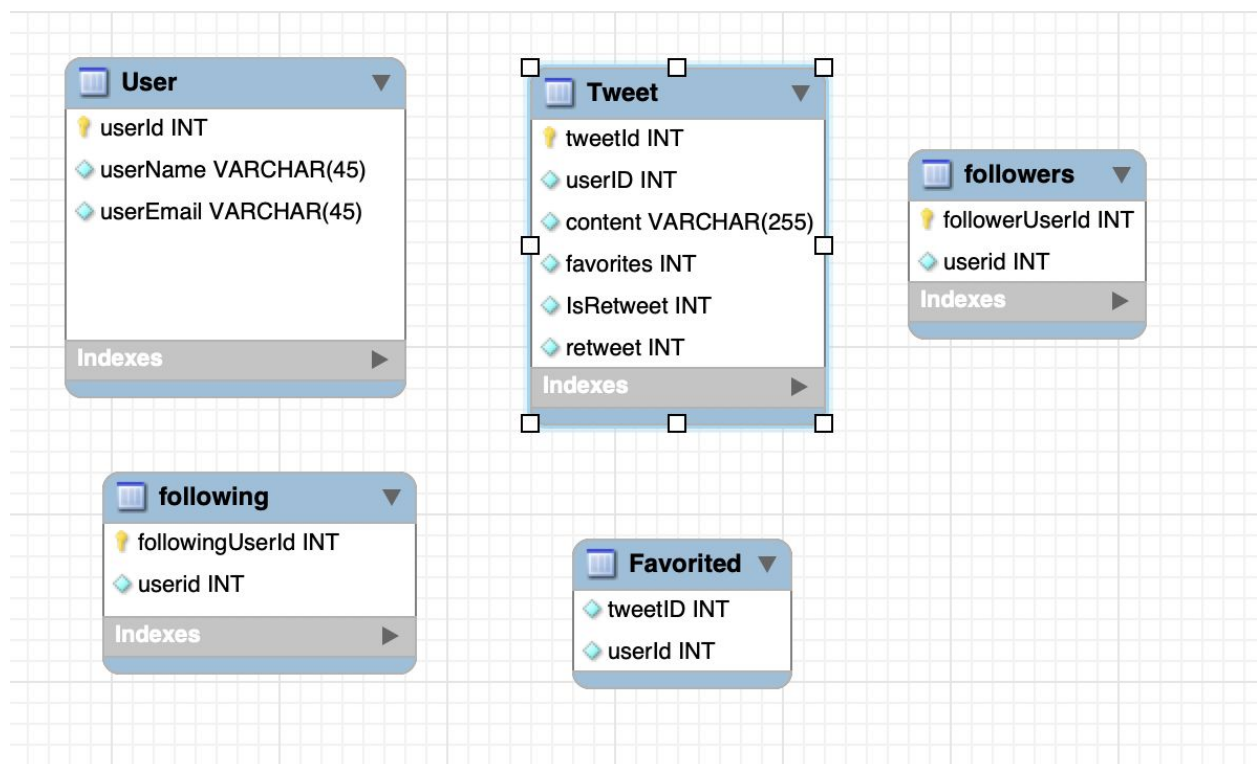 User
userId INT
userName VARCHAR(45)
userEmail VARCHAR(45)
Indexes
Tweet
tweetId INT
userID INT
content VARCHAR(255)
favorites INT
IsRetweet INT
retweet INT
Indexes
followers
followerUserId INT
userid INT
Indexes
following
followingUserId INT
userid INT
Indexes
Favorited
tweetID INT
userId INT